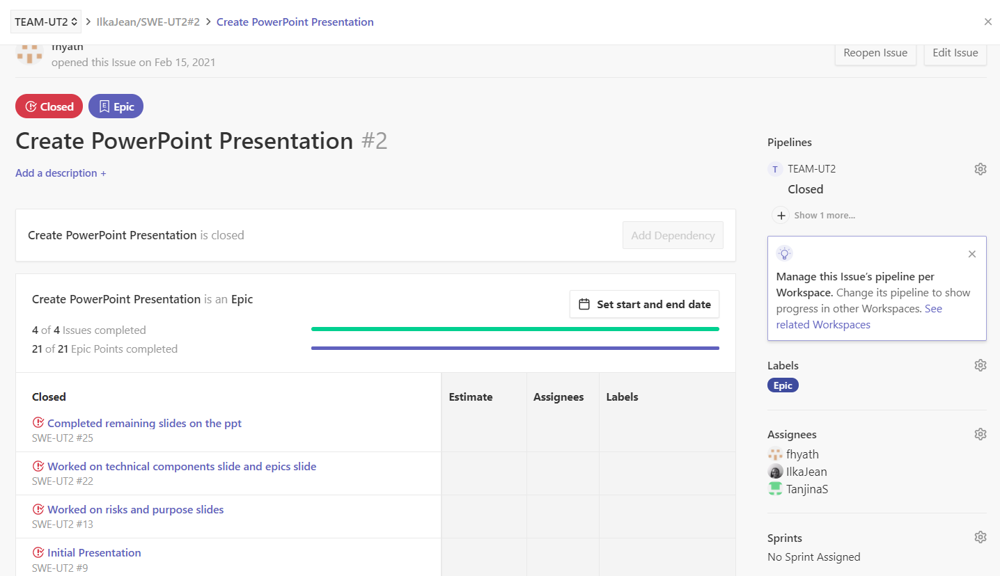 TEAM-UT2 > IlkaJean/SWE-UT2#2 > Create PowerPoint Presentation
fhyath
opened this Issue on Feb 15, 2021
Reopen Issue
Edit Issue
Closed
E Epic
Create PowerPoint Presentation #2
Add a description +
Create PowerPoint Presentation is closed
Add Dependency
Create PowerPoint Presentation is an Epic
Set start and end date
4 of 4 Issues completed
21 of 21 Epic Points completed
Closed
Estimate
Assignees
Labels
Completed remaining slides on the ppt
SWE-UT2 #25
Worked on technical components slide and epics slide
SWE-UT2 #22
Worked on risks and purpose slides
SWE-UT2 #13
Initial Presentation
SWE-UT2 #9
Pipelines
T TEAM-UT2
Closed
+ Show 1 more...
Manage this Issue's pipeline per
Workspace. Change its pipeline to show
progress in other Workspaces. See
related Workspaces
Labels
Epic
Assignees
fhyath
IlkaJean
TanjinaS
Sprints
No Sprint Assigned